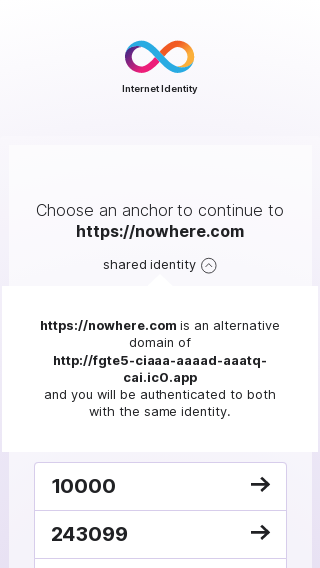 Internet Identity
Choose an anchor to continue to
https://nowhere.com
shared identity
https://nowhere.com is an alternative
domain of
http://fgte5-ciaaa-aaaad-aaatq-
cai.ic0.app
and you will be authenticated to both
with the same identity.
10000
243099